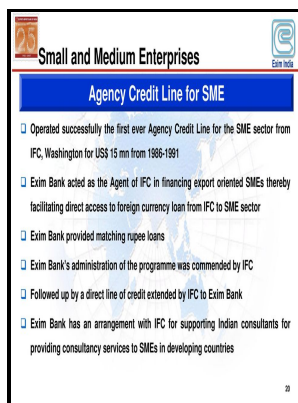 25
Small and Medium Enterprises
Exim India
Agency Credit Line for SME
Operated successfully the first ever Agency Credit Line for the SME sector from
IFC, Washington for US$ 15 mn from 1986-1991
Exim Bank acted as the Agent of IFC in financing export oriented SMEs thereby
facilitating direct access to foreign currency loan from IFC to SME sector
Exim Bank provided matching rupee loans
Exim Bank's administration of the programme was commended by IFC
Followed up by a direct line of credit extended by IFC to Exim Bank
Exim Bank has an arrangement with IFC for supporting Indian consultants for
providing consultancy services to SMEs in developing countries
20